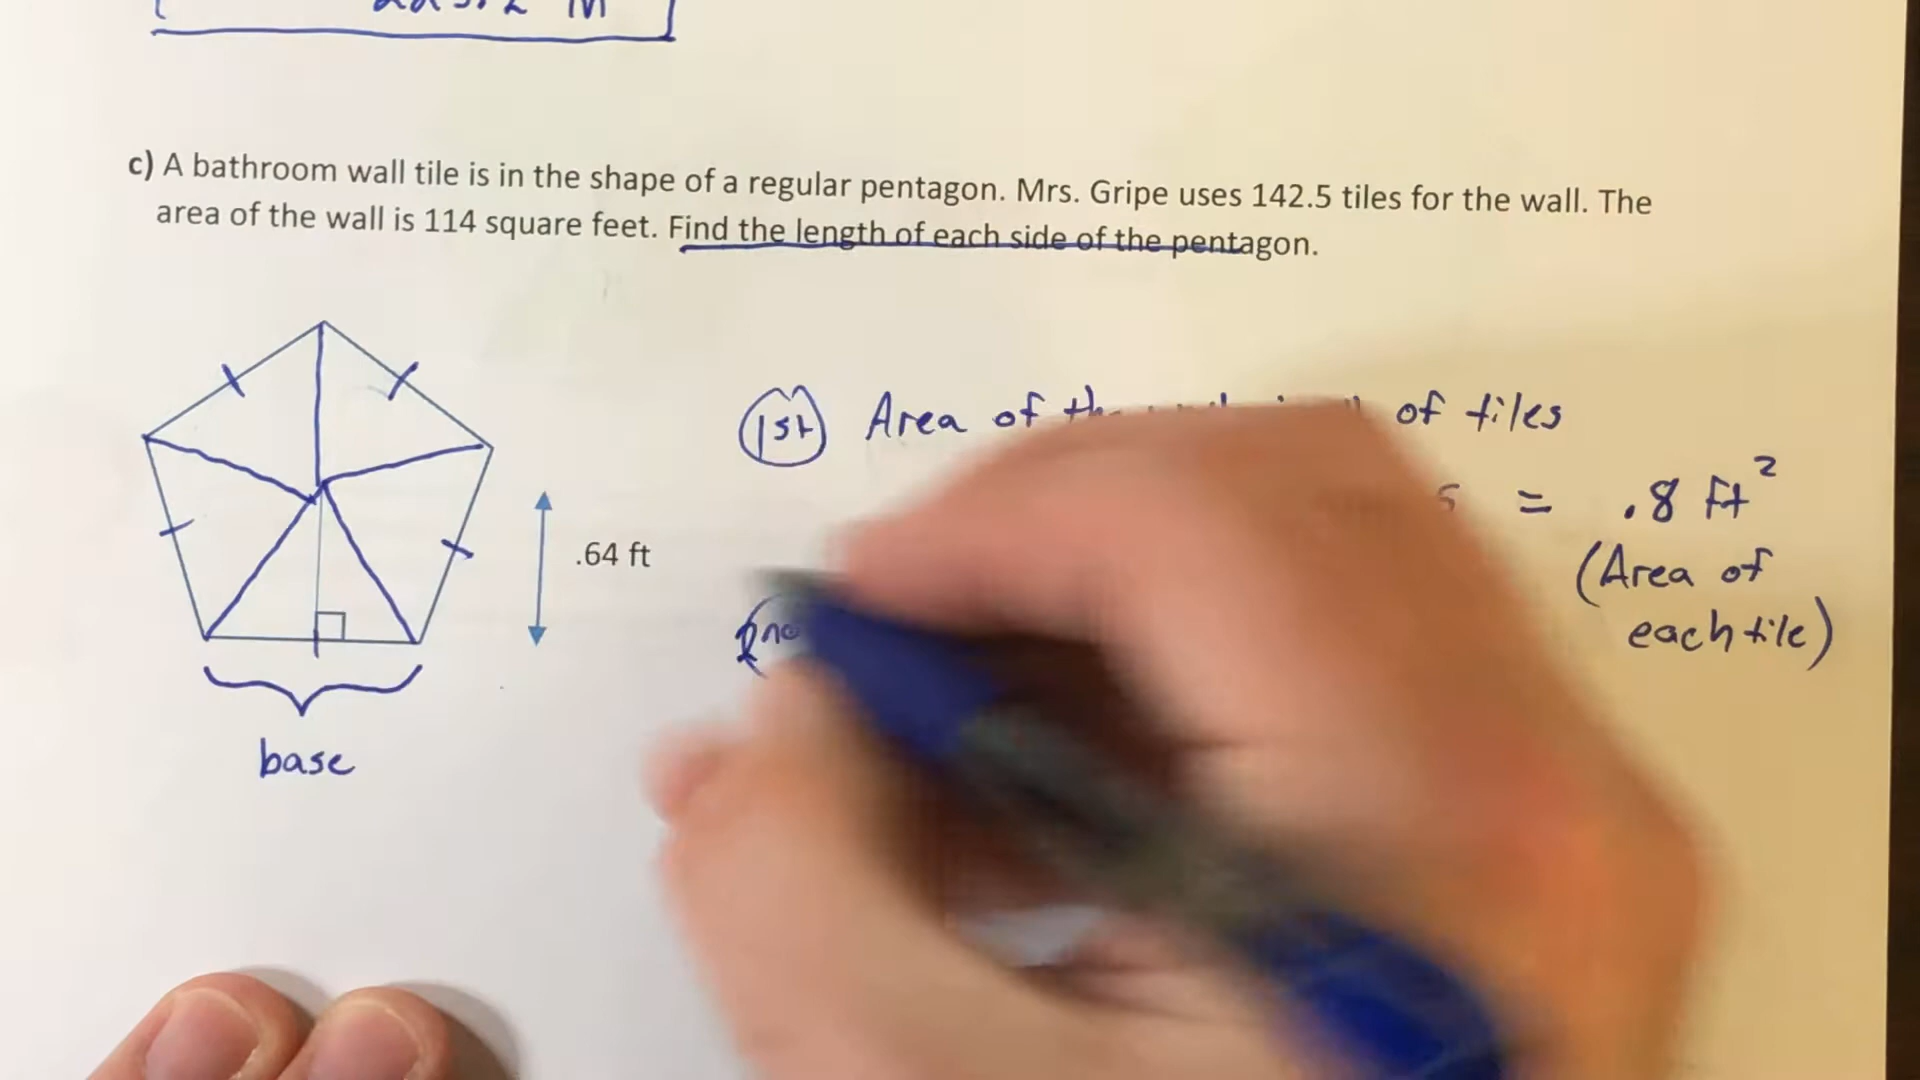 c) A bathroom wall tile is in the shape of a regular pentagon. Mrs. Gripe uses 142.5 tiles for the wall. The
area of the wall is 114 square feet. Find the length of each side of the pentagon.
1st Area of of tiles
= .8 ft²
.64 ft
(Area of
each tile)
base